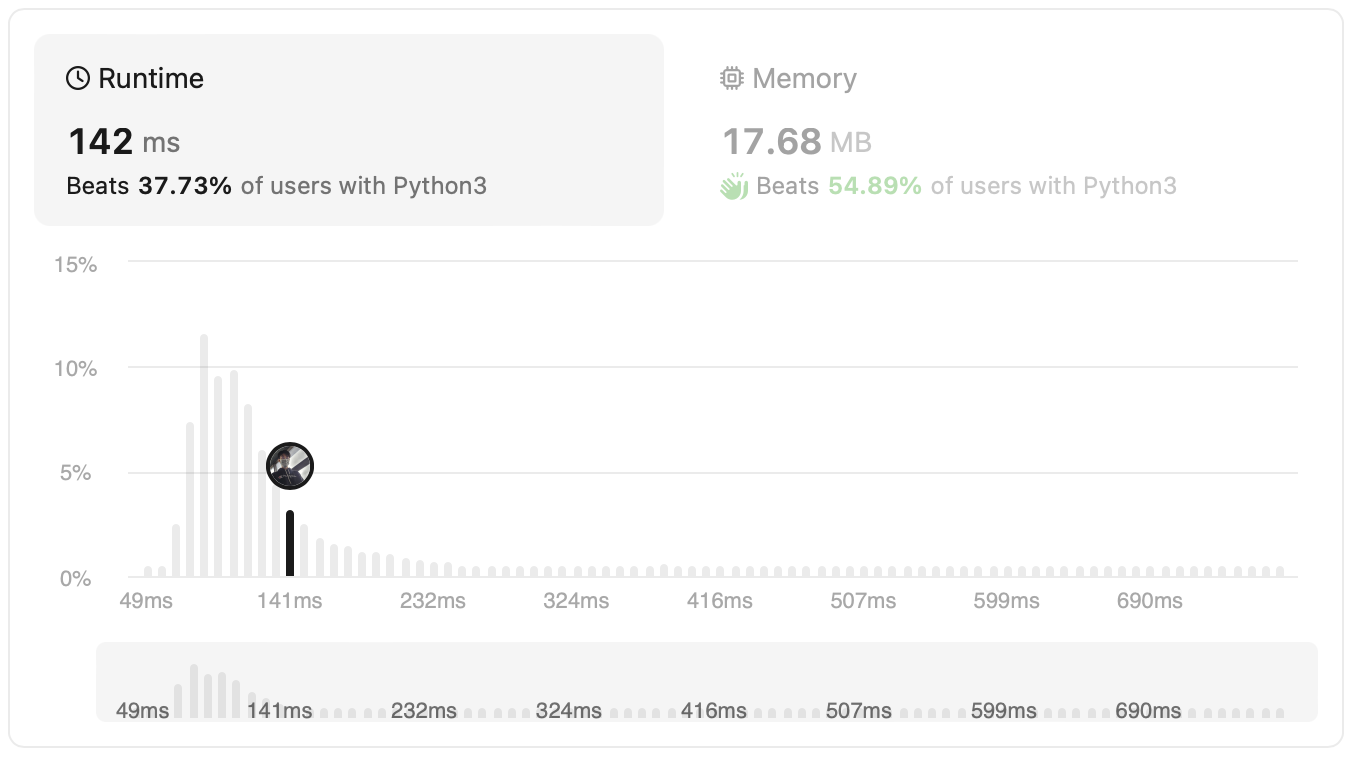 Runtime
142 ms
Beats 37.73% of users with Python3
Memory
17.68 MB
Beats 54.89% of users with Python3
15%
10%
5%
0%
49ms 141ms 232ms 324ms 416ms 507ms 599ms 690ms
49ms 141ms 232ms 324ms 416ms 507ms 599ms 690ms